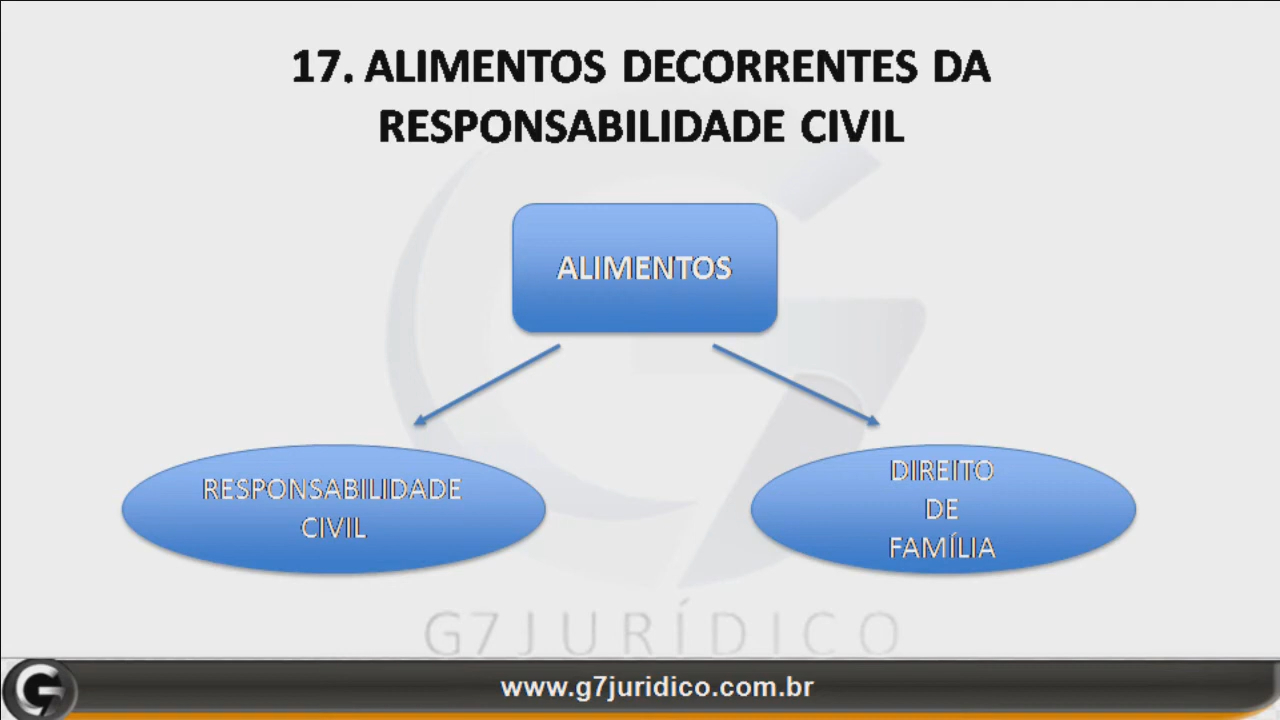 17. ALIMENTOS DECORRENTES DA
RESPONSABILIDADE CIVIL
ALIMENTOS
RESPONSABILIDADE
CIVIL
DIREITO
DE
FAMÍLIA
G7JURÍDICO
www.g7juridico.com.br